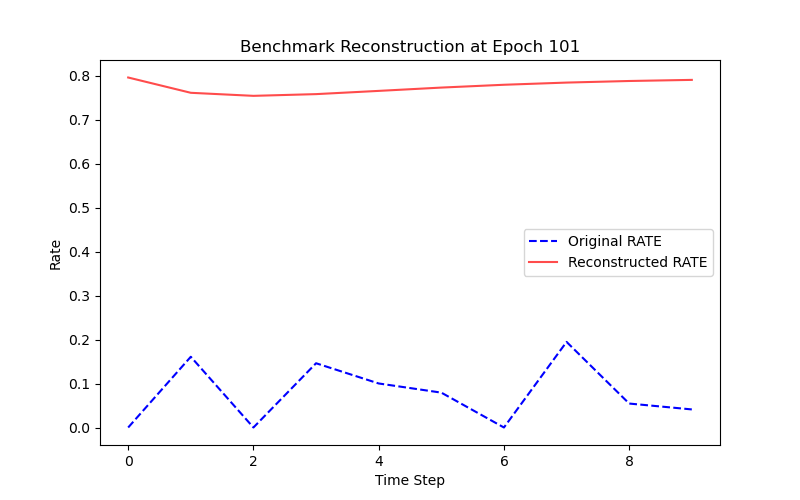 Benchmark Reconstruction at Epoch 101
0.8
0.7
0.6
0.5
0.4
0.3
0.2
0.1
0.0
Rate
Original RATE
Reconstructed RATE
0 2 4 6 8
Time Step